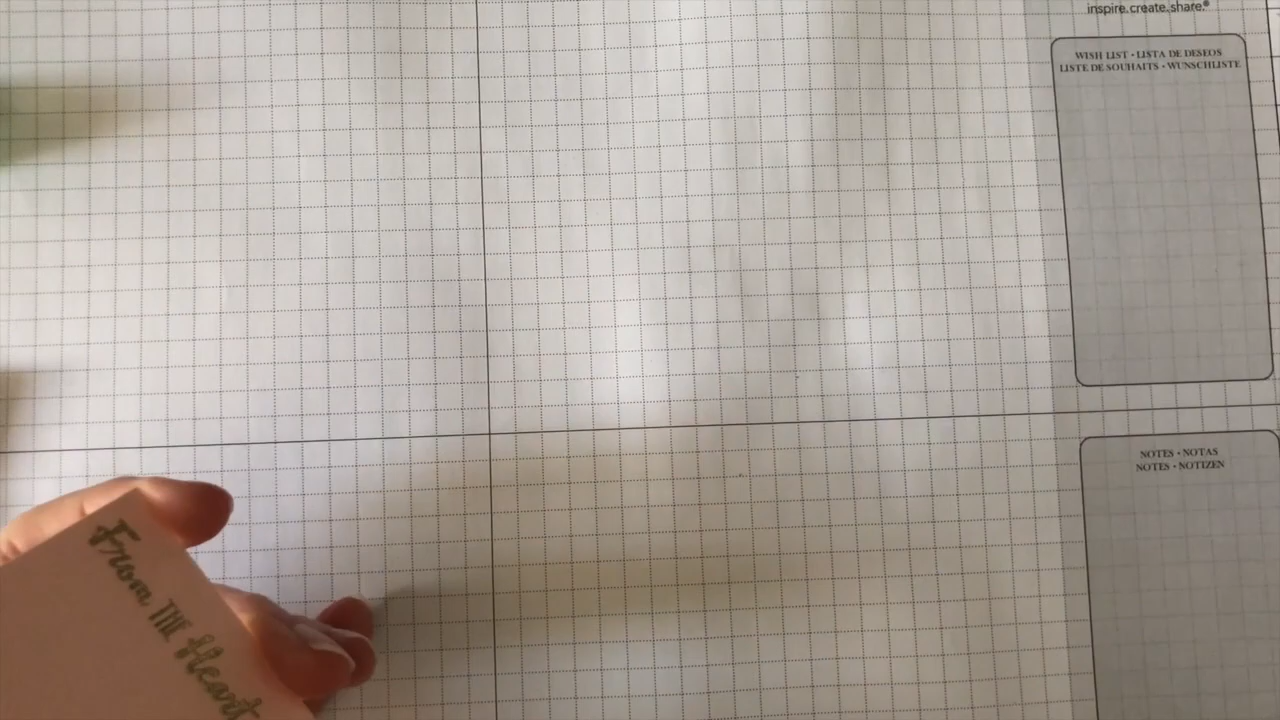 inspire.create.share.®
WISH LIST • LISTA DE DESEOS
LISTE DE SOUHAITS • WUNSCHLISTE
NOTES • NOTAS
NOTES • NOTIZEN
From THE Heart